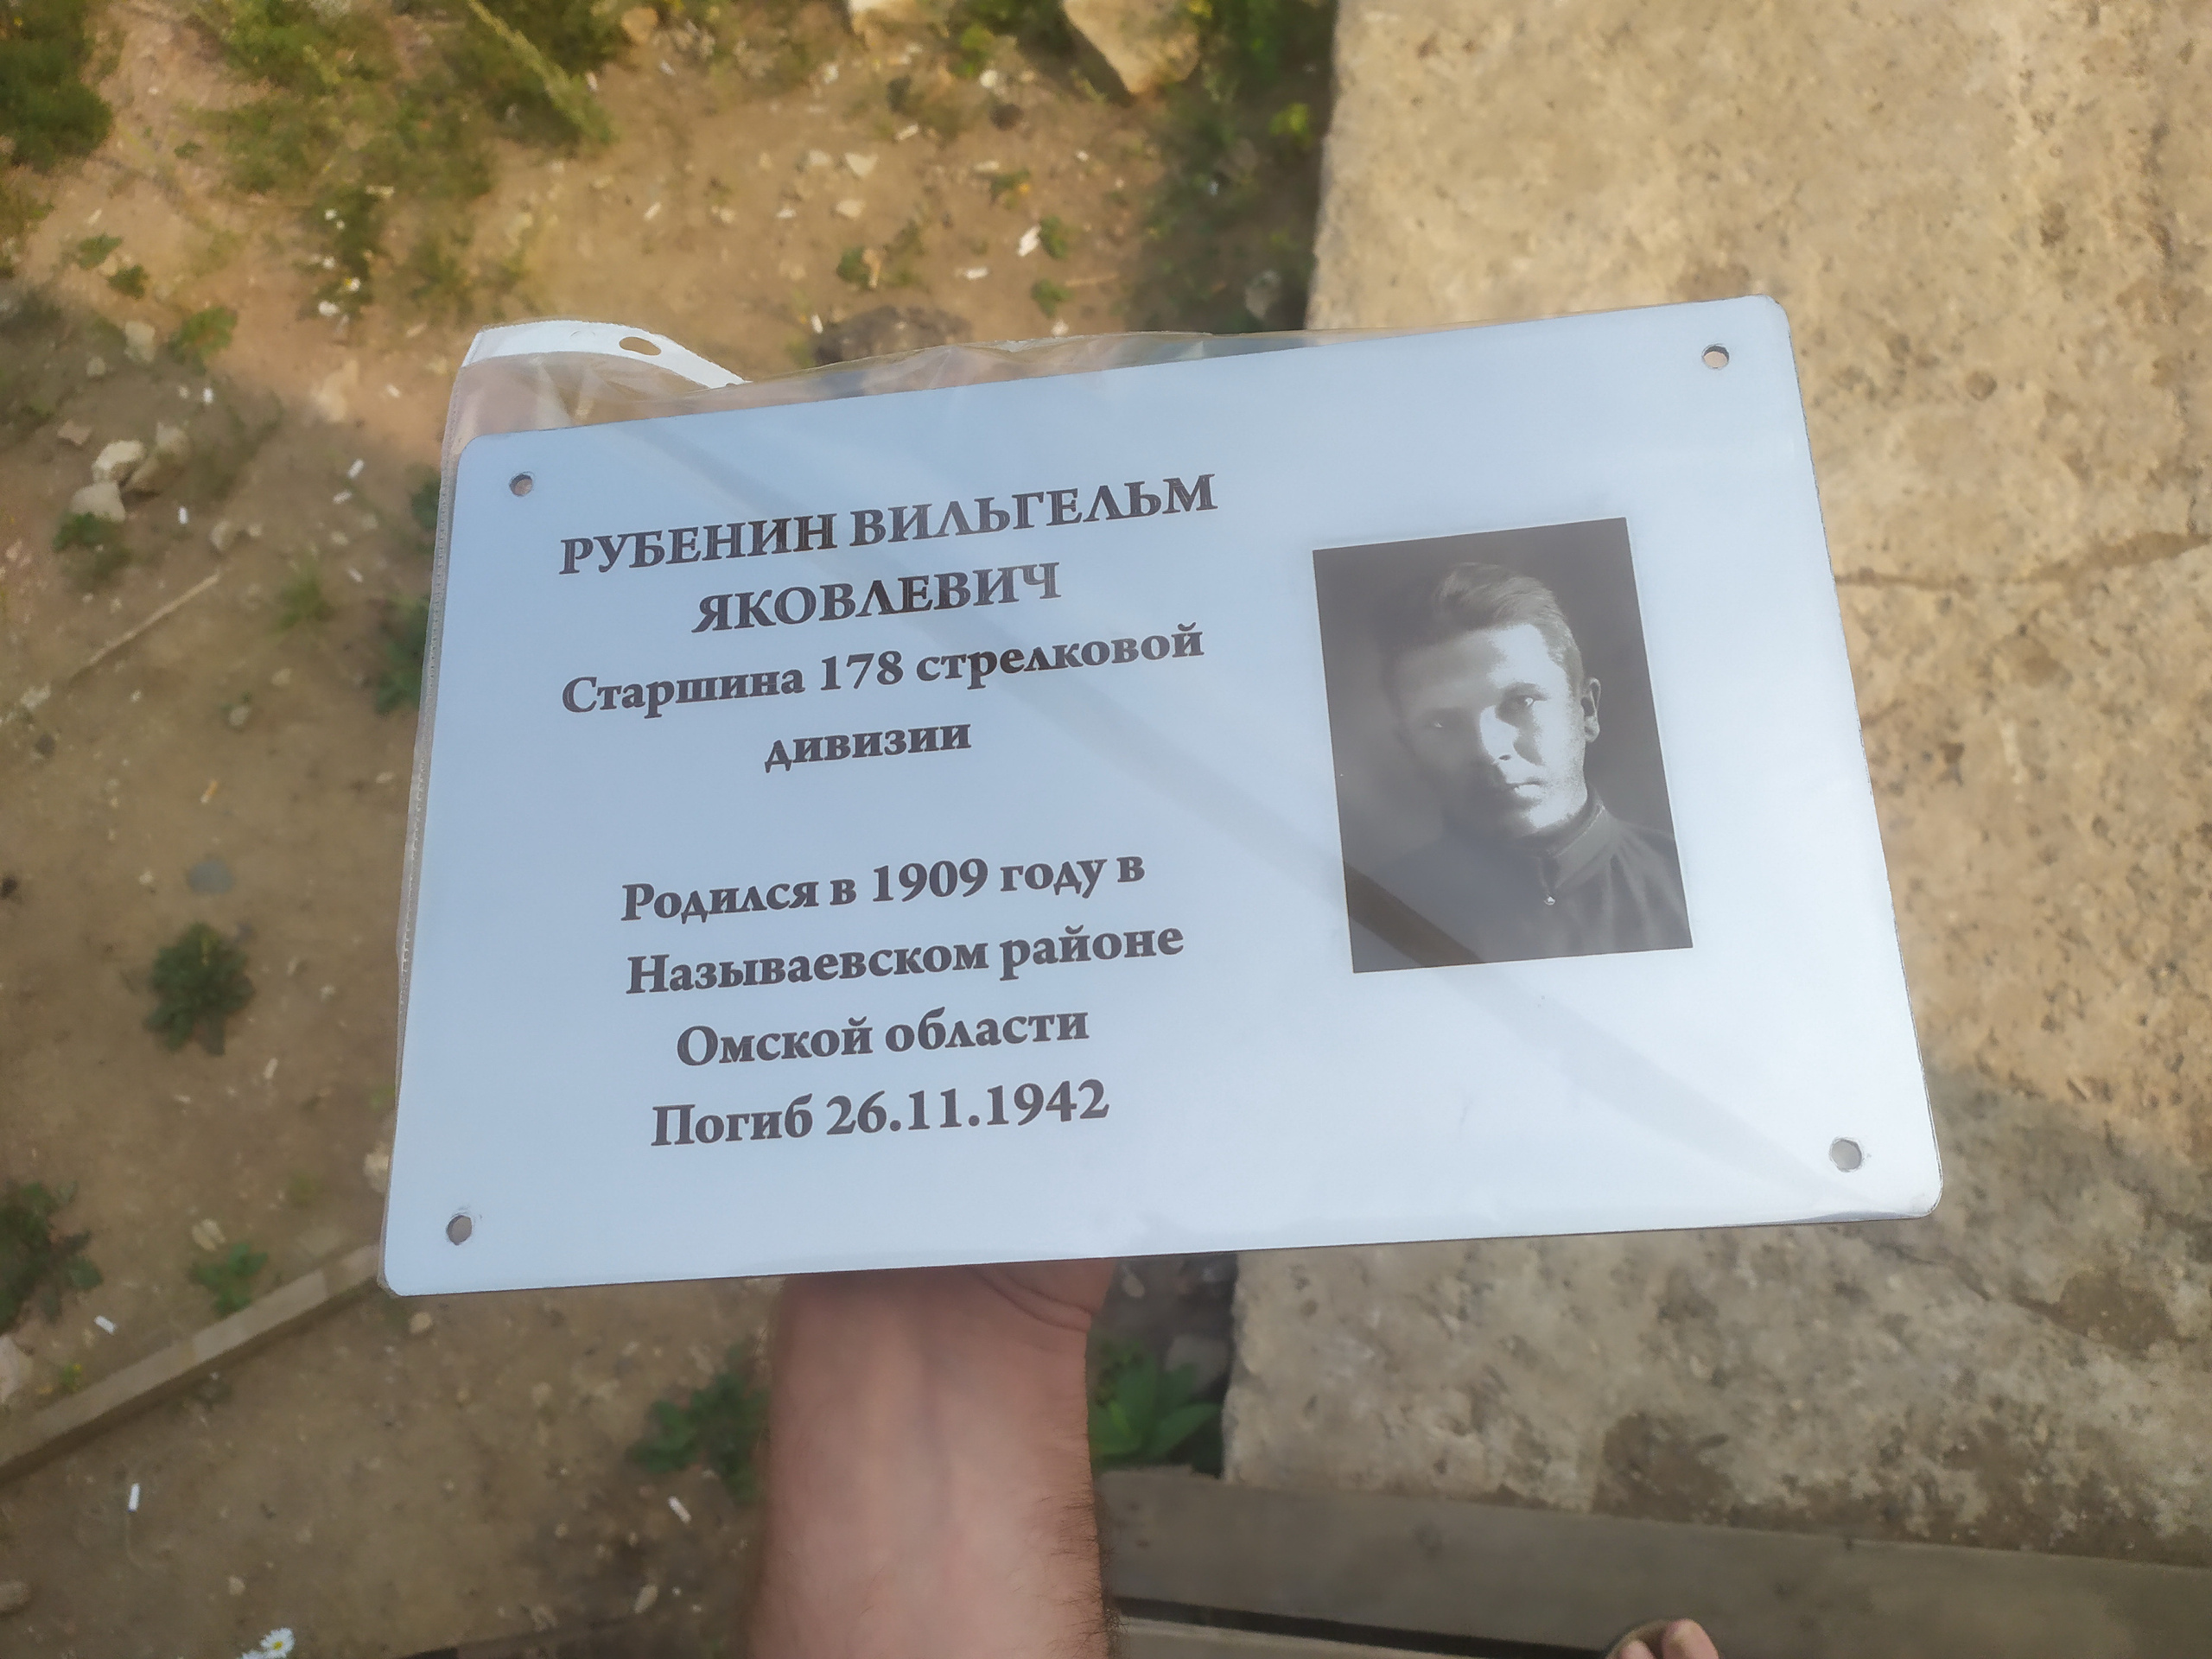 РУБЕНИН ВИЛЬГЕЛЬМ
ЯКОВЛЕВИЧ
Старшина 178 стрелковой
дивизии
Родился в 1909 году в
Называевском районе
Омской области
Погиб 26.11.1942